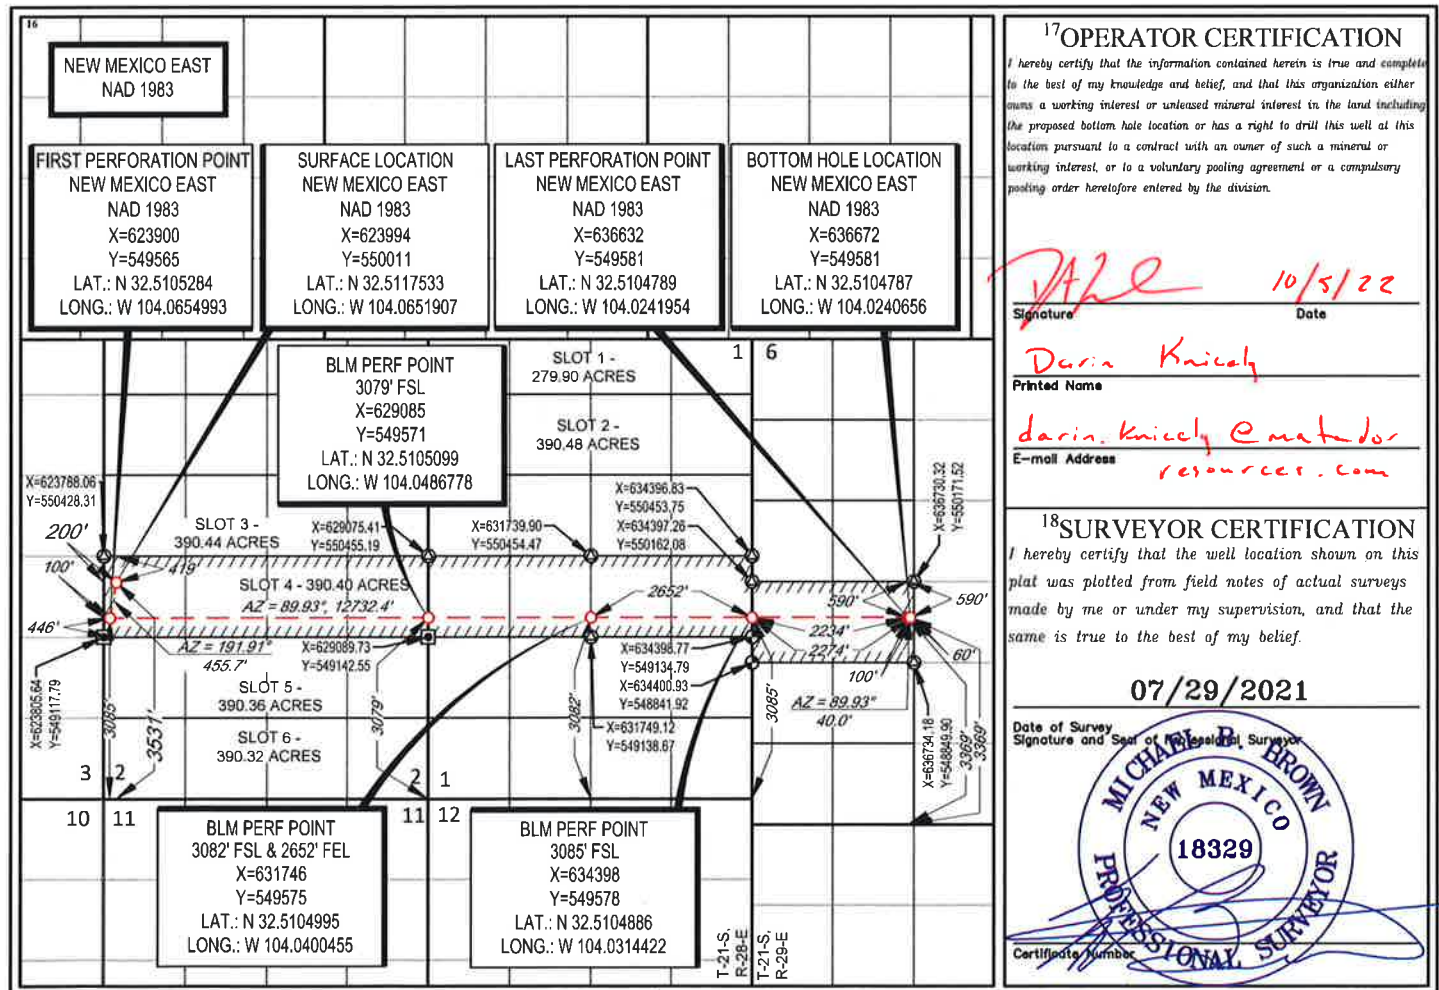 16
NEW MEXICO EAST
NAD 1983
FIRST PERFORATION POINT
NEW MEXICO EAST
NAD 1983
X=623900
Y=549565
LAT.: N 32.5105284
LONG.: W 104.0654993
SURFACE LOCATION
NEW MEXICO EAST
NAD 1983
X=623994
Y=550011
LAT.: N 32.5117533
LONG.: W 104.0651907
LAST PERFORATION POINT
NEW MEXICO EAST
NAD 1983
X=636632
Y=549581
LAT.: N 32.5104789
LONG.: W 104.0241954
BOTTOM HOLE LOCATION
NEW MEXICO EAST
NAD 1983
X=636672
Y=549581
LAT.: N 32.5104787
LONG.: W 104.0240656
BLM PERF POINT
3079' FSL
X=629085
Y=549571
LAT.: N 32.5105099
LONG.: W 104.0486778
SLOT 1 -
279.90 ACRES
1 6
SLOT 2 -
390.48 ACRES
X=623788.06
Y=550428.31
200'
SLOT 3 -
390.44 ACRES
X=629075.41
Y=550455.19
X=631739.90
Y=550454.47
X=634396.83
Y=550453.75
X=634397.26
Y=550162.08
X=636730.32
Y=550171.52
100'
419'
SLOT 4 - 390.40 ACRES
AZ = 89.93°, 12732.4'
2652'
590'
590'
446'
AZ = 191.91°
455.7'
X=629089.73
Y=549142.55
X=634398.77
Y=549134.79
X=634400.93
Y=548841.92
2234'
2274'
100'
60'
X=623805.64
Y=549117.79
3085'
3531'
SLOT 5 -
390.36 ACRES
3079'
3082'
X=631749.12
Y=549138.67
3085'
AZ = 89.93°
40.0'
X=636734.18
Y=548849.90
3369'
3369'
SLOT 6 -
390.32 ACRES
3 2
2 1
10 11
11 12
BLM PERF POINT
3082' FSL & 2652' FEL
X=631746
Y=549575
LAT.: N 32.5104995
LONG.: W 104.0400455
BLM PERF POINT
3085' FSL
X=634398
Y=549578
LAT.: N 32.5104886
LONG.: W 104.0314422
T-21-S,
R-28-E
T-21-S,
R-29-E
17OPERATOR CERTIFICATION
I hereby certify that the information contained herein is true and complete
to the best of my knowledge and belief, and that this organization either
owns a working interest or unleased mineral interest in the land including
the proposed bottom hole location or has a right to drill this well at this
location pursuant to a contract with an owner of such a mineral or
working interest, or to a voluntary pooling agreement or a compulsory
pooling order heretofore entered by the division.
10/5/22
Signature Date
Darin Knicely
Printed Name
darin.knicely@matador
E-mail Address
resources.com
18SURVEYOR CERTIFICATION
I hereby certify that the well location shown on this
plat was plotted from field notes of actual surveys
made by me or under my supervision, and that the
same is true to the best of my belief.
07/29/2021
Date of Survey
Signature and Seal of Professional Surveyor
MICHAEL B. BROWN
NEW MEXICO
18329
PROFESSIONAL SURVEYOR
Certificate Number